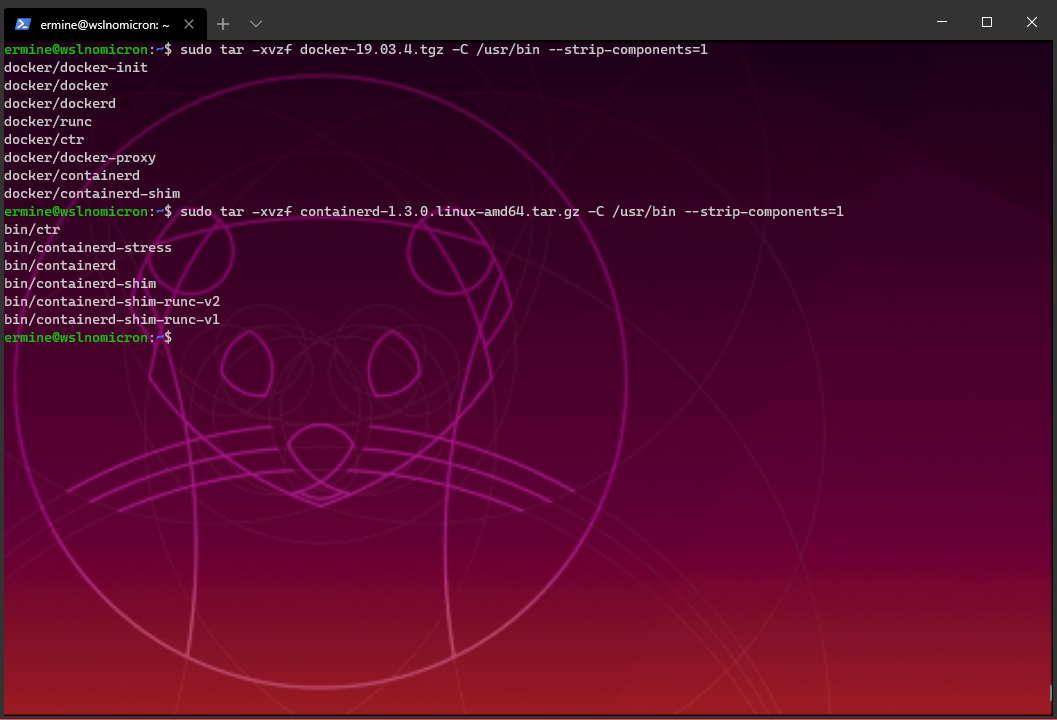 ermine@wslnomicron: ~
ermine@wslnomicron:~$ sudo tar -xvzf docker-19.03.4.tgz -C /usr/bin --strip-components=1
docker/docker-init
docker/docker
docker/dockerd
docker/runc
docker/ctr
docker/docker-proxy
docker/containerd
docker/containerd-shim
ermine@wslnomicron:~$ sudo tar -xvzf containerd-1.3.0.linux-amd64.tar.gz -C /usr/bin --strip-components=1
bin/ctr
bin/containerd-stress
bin/containerd
bin/containerd-shim
bin/containerd-shim-runc-v2
bin/containerd-shim-runc-v1
ermine@wslnomicron:~$